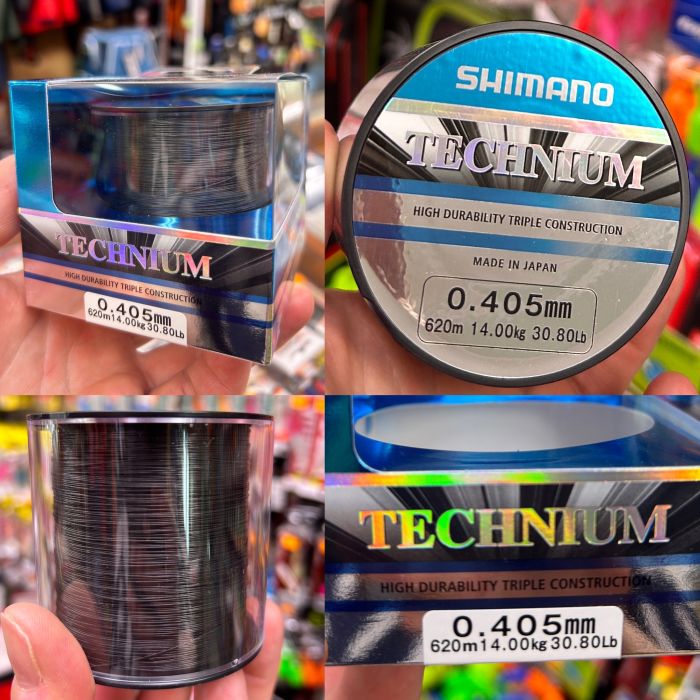 TECHNIUM
HIGH DURABILITY TRIPLE CONSTRUCTION
0.405mm
620m 14.00kg 30.80Lb
SHIMANO
TECHNIUM
HIGH DURABILITY TRIPLE CONSTRUCTION
MADE IN JAPAN
0.405mm
620m 14.00kg 30.80Lb
TECHNIUM
HIGH DURABILITY TRIPLE CONSTRUCTION
0.405mm
620m 14.00kg 30.80Lb